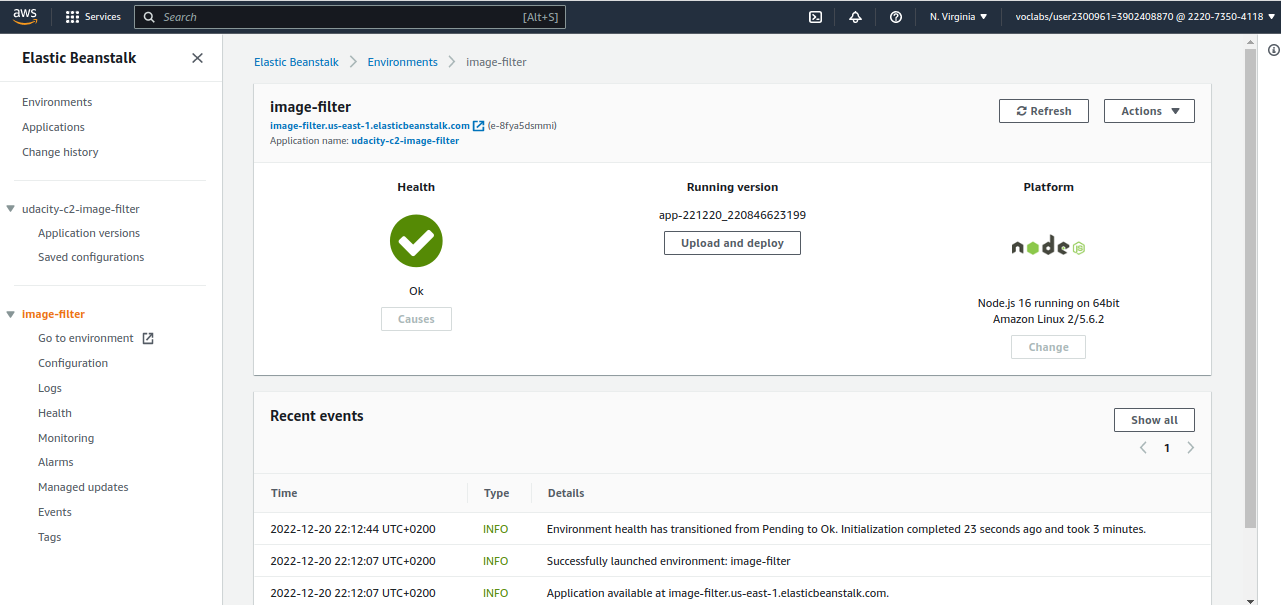 aws Services Search [Alt+S] N. Virginia voclabs/user2300961=3902408870 @ 2220-7350-4118
Elastic Beanstalk
Environments
Applications
Change history
udacity-c2-image-filter
Application versions
Saved configurations
image-filter
Go to environment
Configuration
Logs
Health
Monitoring
Alarms
Managed updates
Events
Tags
Elastic Beanstalk Environments image-filter
image-filter
image-filter.us-east-1.elasticbeanstalk.com (e-8fya5dsmmi)
Application name: udacity-c2-image-filter
Refresh Actions
Health
Ok
Causes
Running version
app-221220_220846623199
Upload and deploy
Platform
node JS
Node.js 16 running on 64bit
Amazon Linux 2/5.6.2
Change
Recent events
Show all
1
Time Type Details
2022-12-20 22:12:44 UTC+0200 INFO Environment health has transitioned from Pending to Ok. Initialization completed 23 seconds ago and took 3 minutes.
2022-12-20 22:12:07 UTC+0200 INFO Successfully launched environment: image-filter
2022-12-20 22:12:07 UTC+0200 INFO Application available at image-filter.us-east-1.elasticbeanstalk.com.